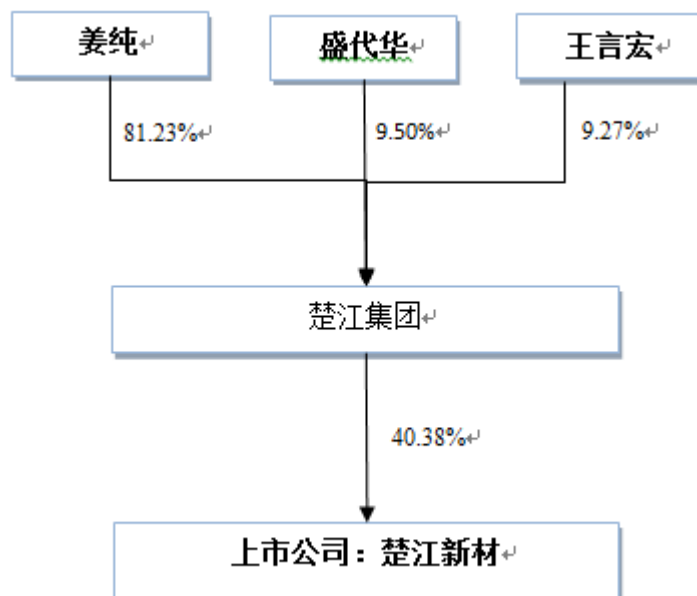 姜纯
盛代华
王言宏
81.23%
9.50%
9.27%
楚江集团
40.38%
上市公司：楚江新材